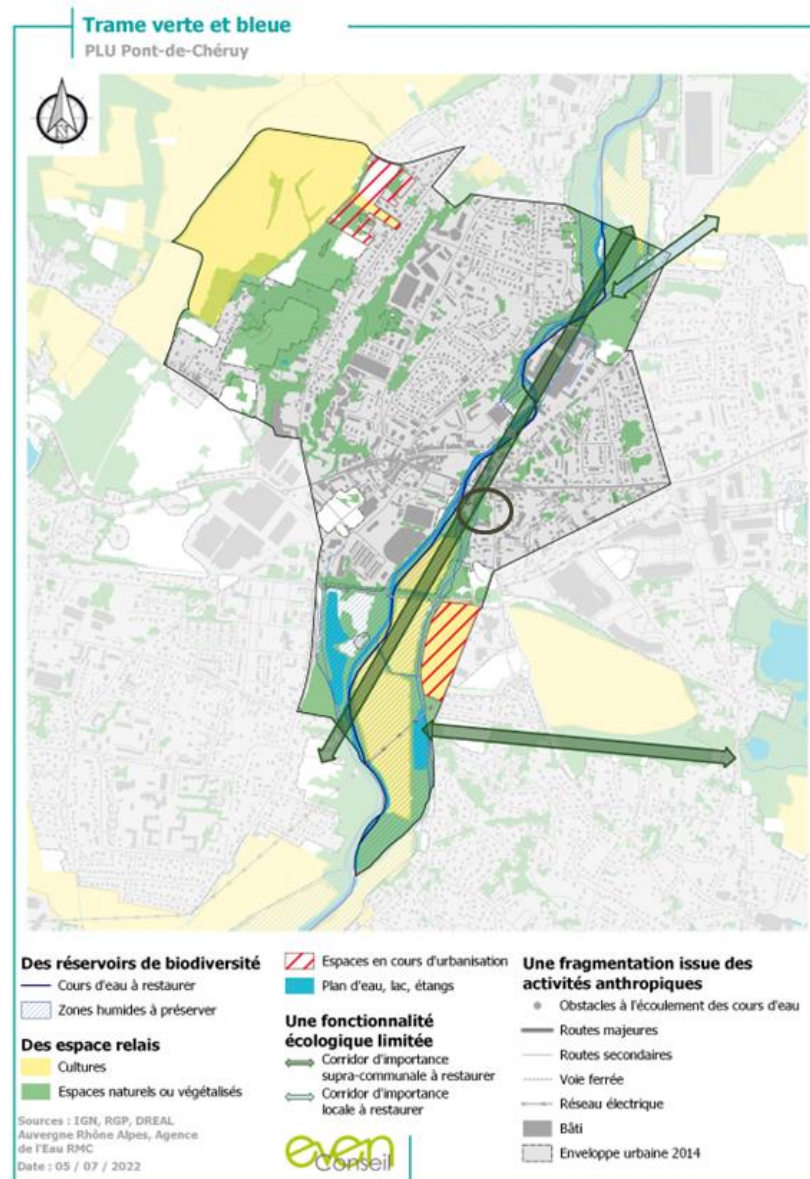 Trame verte et bleue
PLU Pont-de-Chéruy
N
Des réservoirs de biodiversité
Cours d'eau à restaurer
Zones humides à préserver
Des espace relais
Cultures
Espaces naturels ou végétalisés
Sources : IGN, RGP, DREAL
Auvergne Rhône Alpes, Agence
de l'Eau RMC
Date : 05 / 07 / 2022
Espaces en cours d'urbanisation
Plan d'eau, lac, étangs
Une fonctionnalité
écologique limitée
Corridor d'importance
supra-communale à restaurer
Corridor d'importance
locale à restaurer
even
Conseil
Une fragmentation issue des
activités anthropiques
Obstacles à l'écoulement des cours d'eau
Routes majeures
Routes secondaires
Voie ferrée
Réseau électrique
Bâti
Enveloppe urbaine 2014